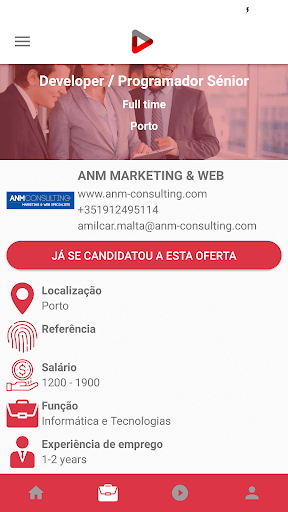 Developer / Programador Sénior
Full time
Porto
ANM MARKETING & WEB
ANMCONSULTING
MARKETING & WEB SPECIALISTS
www.anm-consulting.com
+351912495114
amilcar.malta@anm-consulting.com
JÁ SE CANDIDATOU A ESTA OFERTA
Localização
Porto
Referência
Salário
1200 - 1900
Função
Informática e Tecnologias
Experiência de emprego
1-2 years